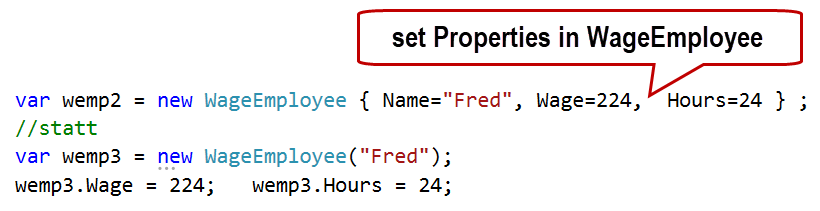 set Properties in WageEmployee
var wemp2 = new WageEmployee { Name="Fred", Wage=224,  Hours=24 } ;
//statt
var wemp3 = new WageEmployee("Fred");
wemp3.Wage = 224;   wemp3.Hours = 24;